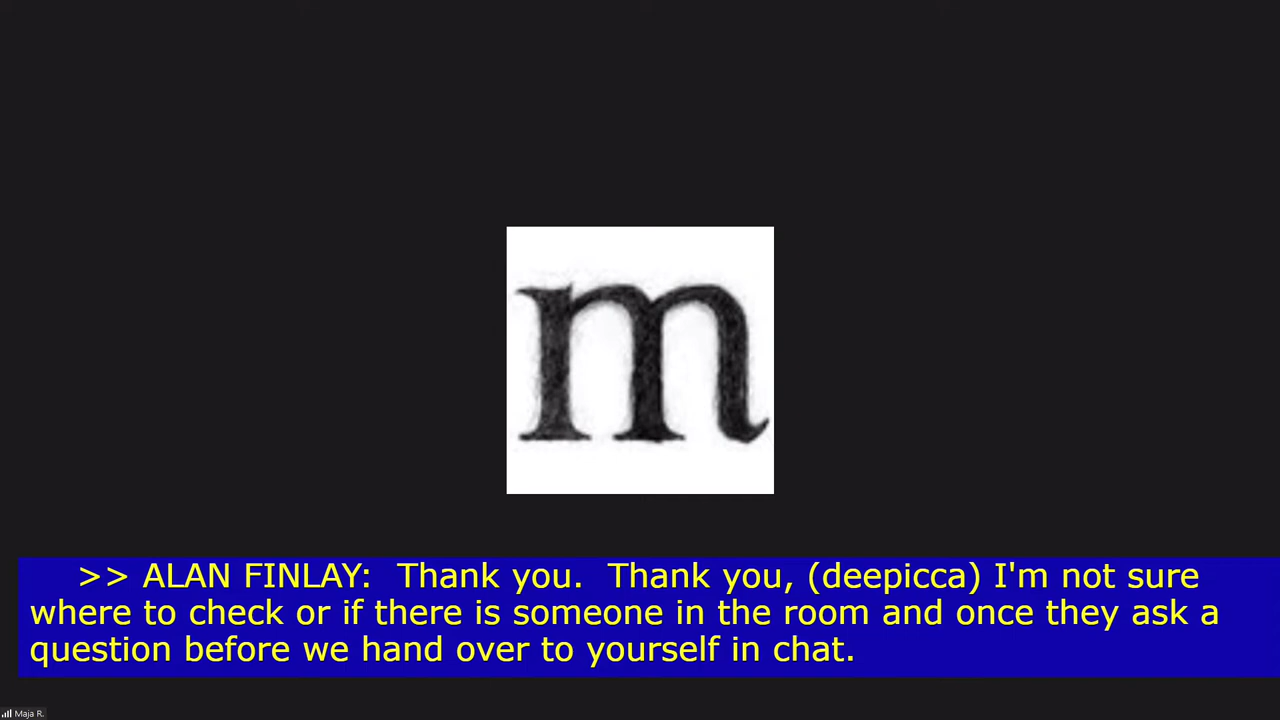 m
>> ALAN FINLAY:  Thank you.  Thank you, (deepicca) I'm not sure
where to check or if there is someone in the room and once they ask a
question before we hand over to yourself in chat.
Maja R.